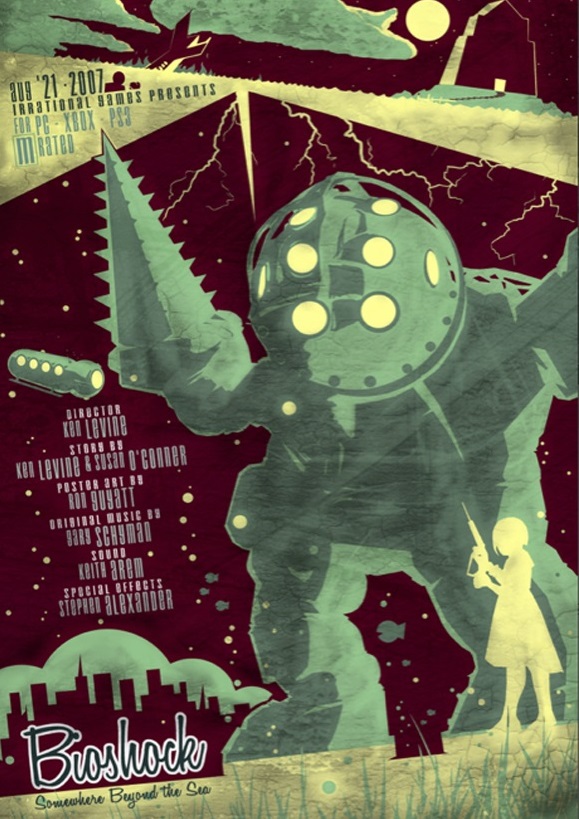 aug '21 · 2007
IRRATIONAL GAMES PRESENTS
FOR PC · XBOX · PS3
M RATED
DIRECTOR
KEN LEVINE
STORY BY
KEN LEVINE & SUSAN O'CONNER
POSTER ART BY
RON GUYATT
ORIGINAL MUSIC BY
GARY SCHYMAN
SOUND
KEITH AREM
SPECIAL EFFECTS
STEPHEN ALEXANDER
Bioshock
Somewhere Beyond the Sea